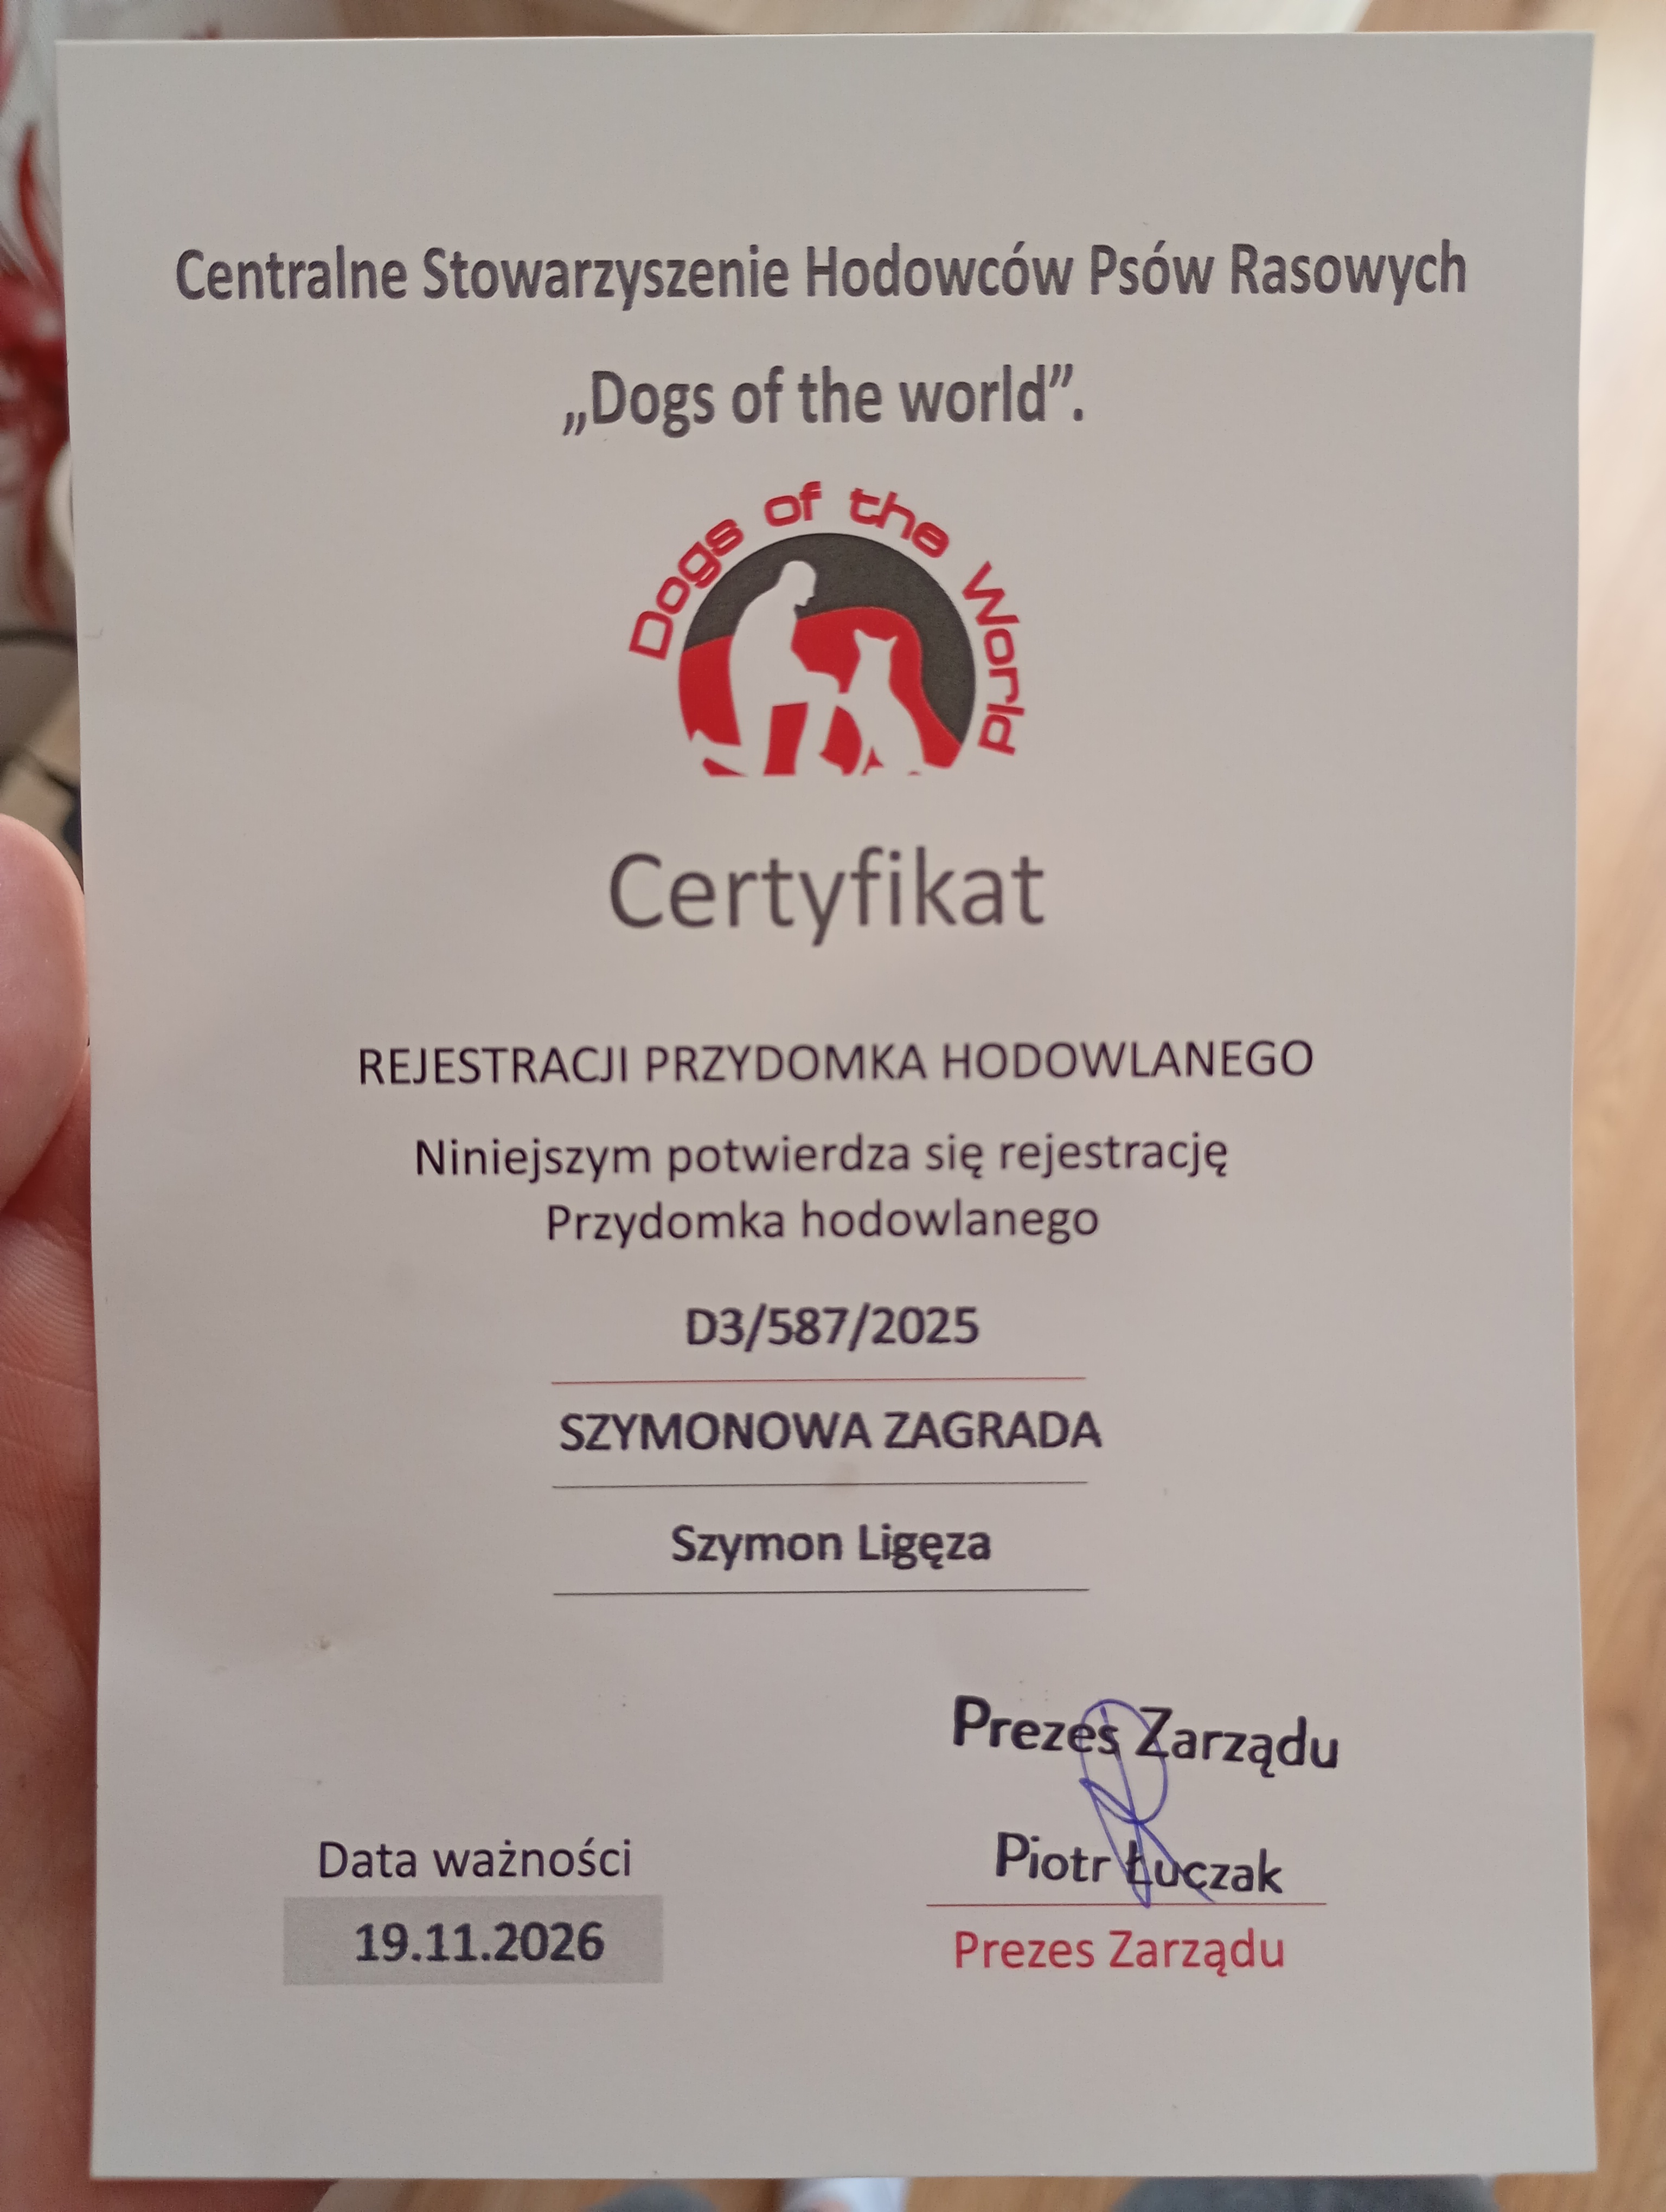 Centralne Stowarzyszenie Hodowców Psów Rasowych
„Dogs of the world”.
Dogs of the World
Certyfikat
REJESTRACJI PRZYDOMKA HODOWLANEGO
Niniejszym potwierdza się rejestrację
Przydomka hodowlanego
D3/587/2025
SZYMONOWA ZAGRADA
Szymon Ligęza
Prezes Zarządu
Piotr Łuczak
Prezes Zarządu
Data ważności
19.11.2026